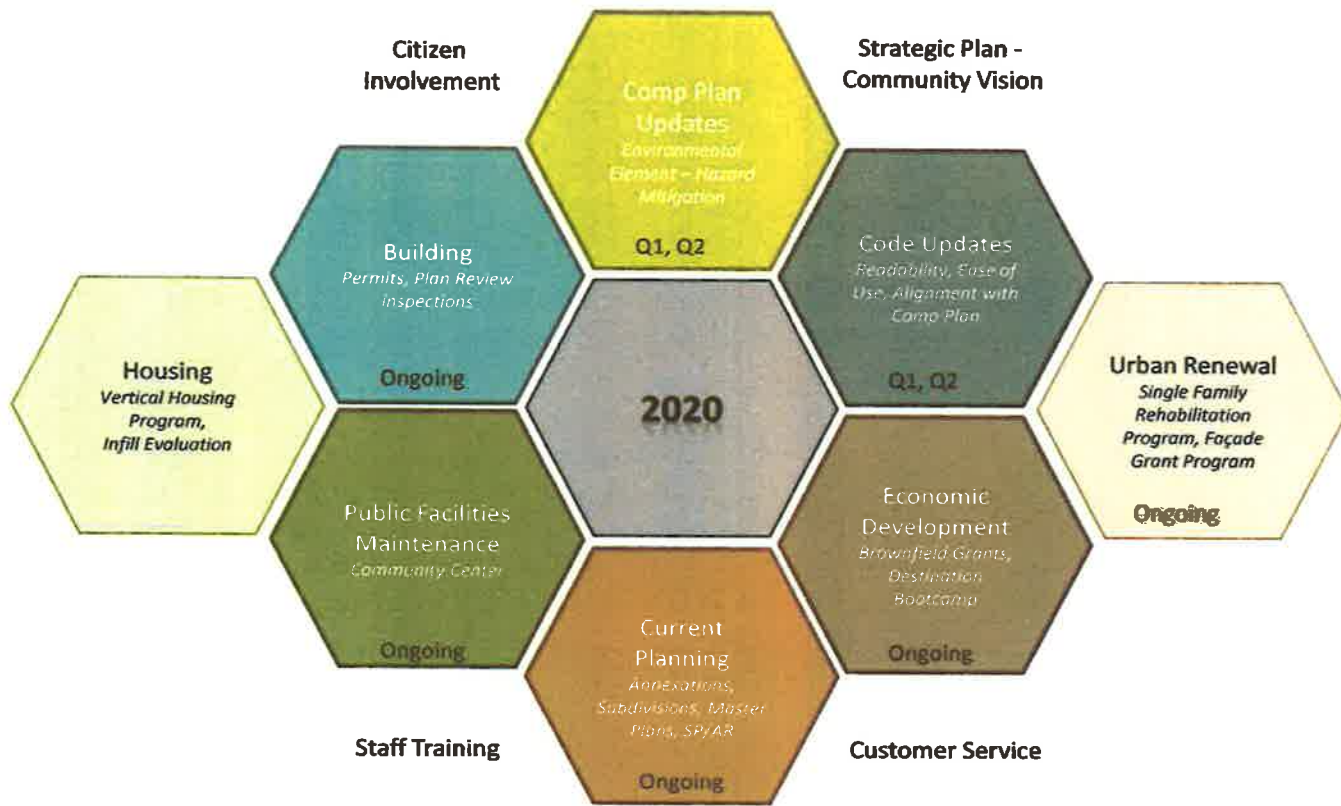 Citizen
Involvement
Strategic Plan -
Community Vision
Comp Plan
Updates
Environmental
Element – Hazard
Mitigation
Q1, Q2
Building
Permits, Plan Review
Inspections
Ongoing
Code Updates
Readability, Ease of
Use, Alignment with
Comp Plan
Q1, Q2
Housing
Vertical Housing
Program,
Infill Evaluation
2020
Urban Renewal
Single Family
Rehabilitation
Program, Façade
Grant Program
Ongoing
Public Facilities
Maintenance
Community Center
Ongoing
Economic
Development
Brownfield Grants,
Destination
Bootcamp
Ongoing
Current
Planning
Annexations,
Subdivisions, Master
Plans, SP/AR
Ongoing
Staff Training
Customer Service